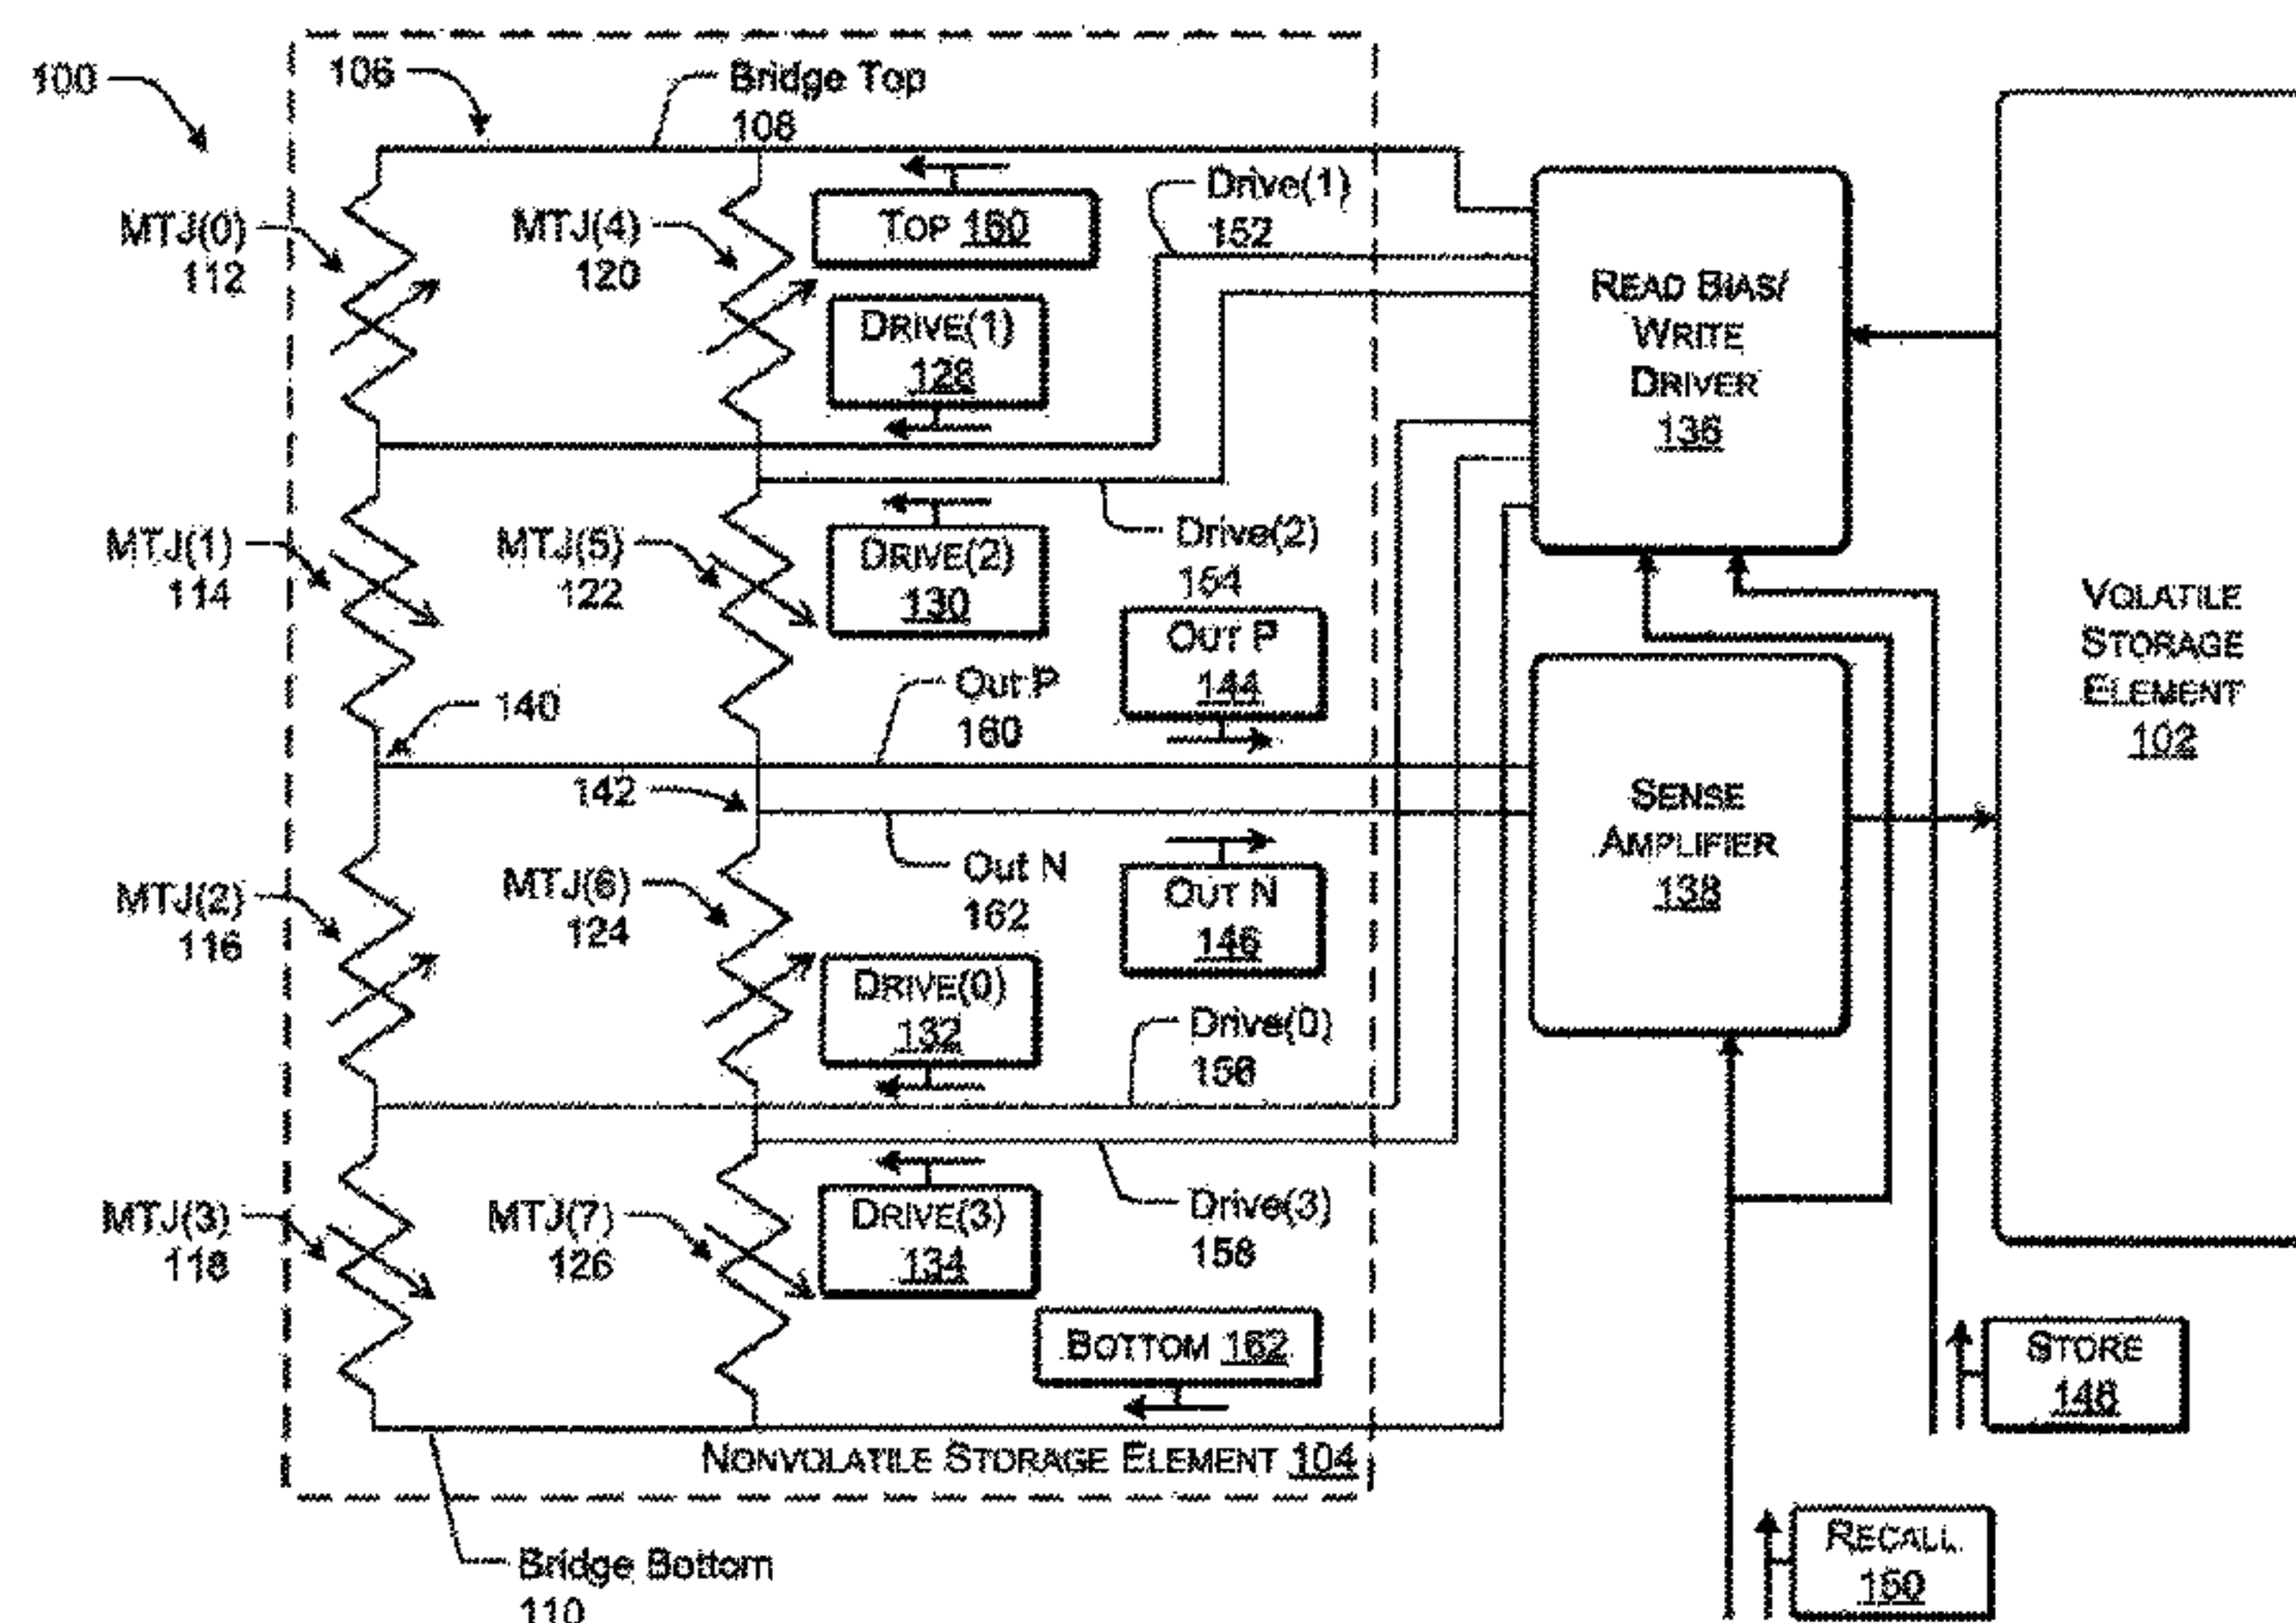 100
106
Bridge Top
108
MTJ(0)
112
MTJ(4)
120
TOP 160
Drive(1)
152
DRIVE(1)
128
READ BIAS/
WRITE
DRIVER
136
MTJ(1)
114
MTJ(5)
122
DRIVE(2)
130
Drive(2)
154
OUT P
144
VOLATILE
STORAGE
ELEMENT
102
140
Out P
160
142
SENSE
AMPLIFIER
138
MTJ(2)
116
MTJ(6)
124
Out N
162
OUT N
146
DRIVE(0)
132
Drive(0)
156
MTJ(3)
118
MTJ(7)
126
DRIVE(3)
134
Drive(3)
158
BOTTOM 162
STORE
148
NONVOLATILE STORAGE ELEMENT 104
Bridge Bottom
110
RECALL
150